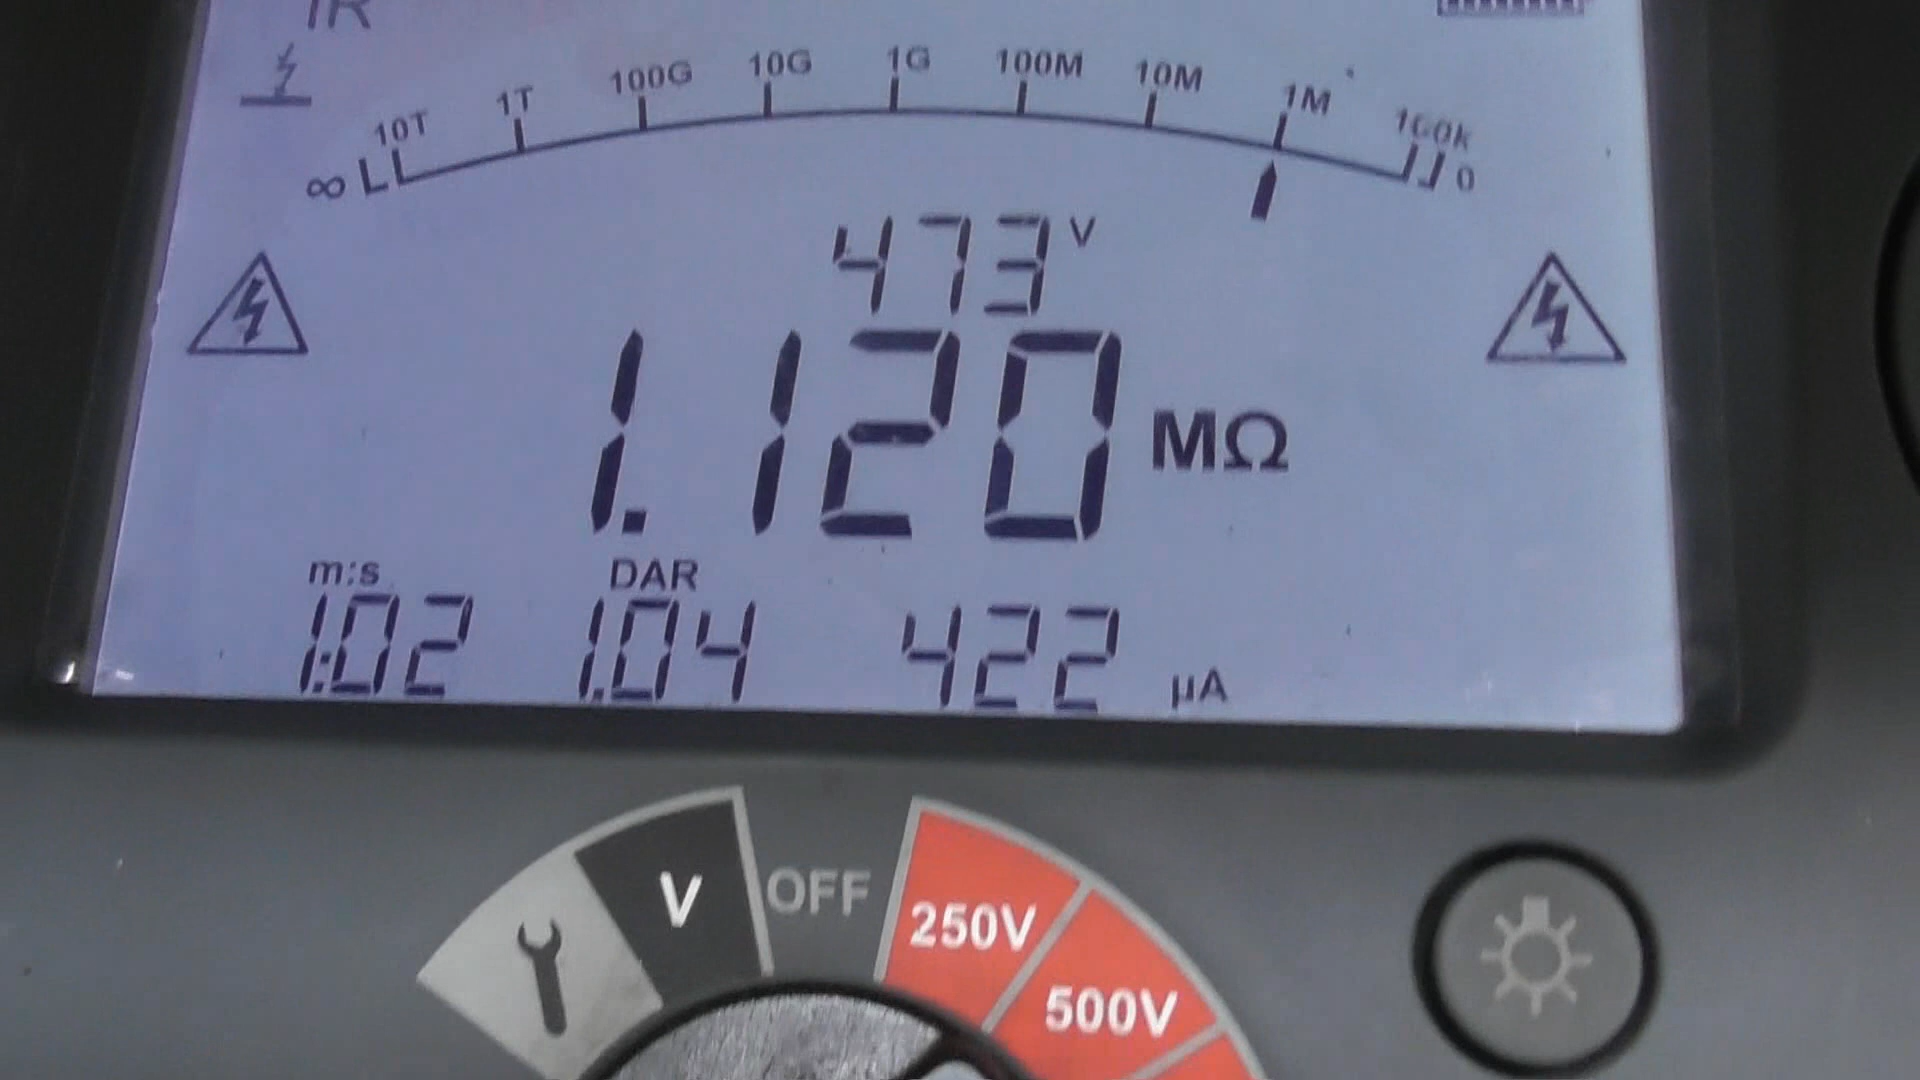 IR
∞ 10T 1T 100G 10G 1G 100M 10M 1M 100k 0
473 V
1.120 MΩ
m:s DAR
1:02 1.04 422 µA
V OFF 250V
500V